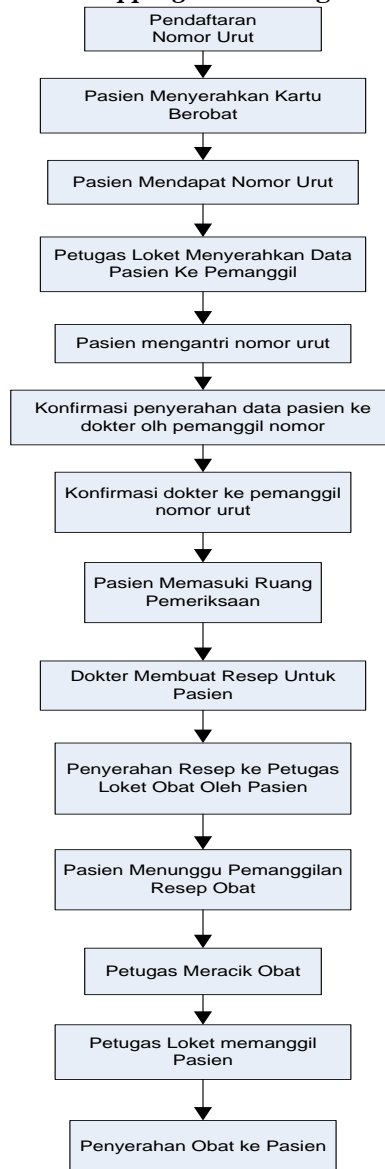 Pendaftaran
Nomor Urut
Pasien Menyerahkan Kartu
Berobat
Pasien Mendapat Nomor Urut
Petugas Loket Menyerahkan Data
Pasien Ke Pemanggil
Pasien mengantri nomor urut
Konfirmasi penyerahan data pasien ke
dokter olh pemanggil nomor
Konfirmasi dokter ke pemanggil
nomor urut
Pasien Memasuki Ruang
Pemeriksaan
Dokter Membuat Resep Untuk
Pasien
Penyerahan Resep ke Petugas
Loket Obat Oleh Pasien
Pasien Menunggu Pemanggilan
Resep Obat
Petugas Meracik Obat
Petugas Loket memanggil
Pasien
Penyerahan Obat ke Pasien